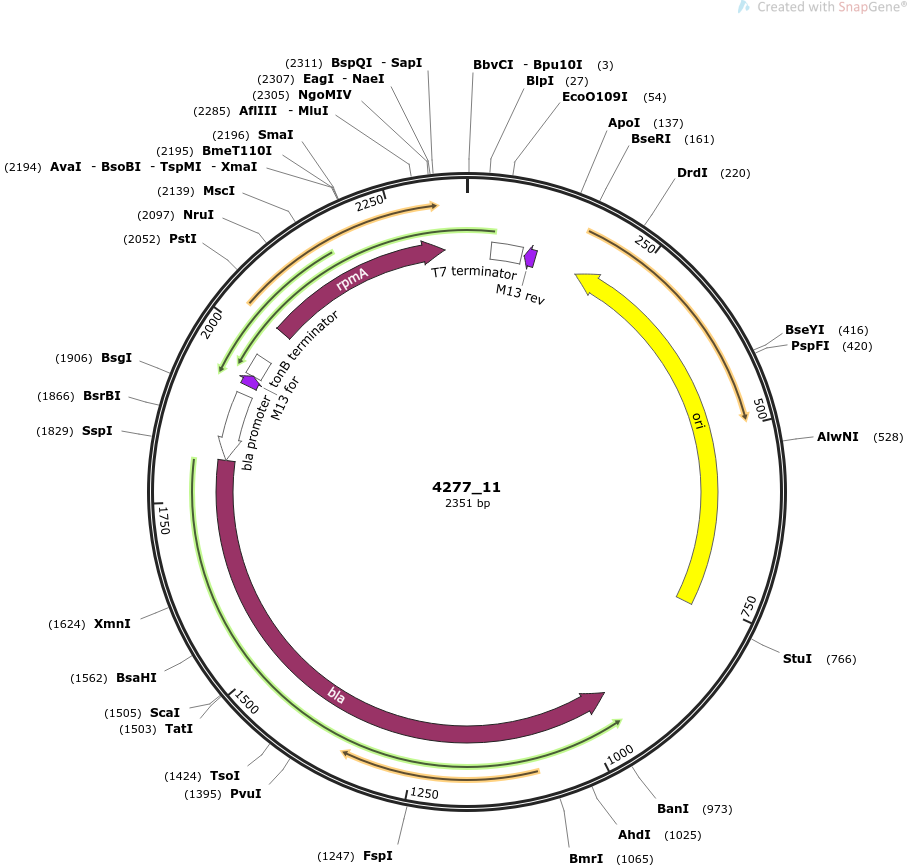 Created with SnapGene®
(2311) BspQI - SapI
(2307) EagI - NaeI
(2305) NgoMIV
(2285) AflIII - MluI
(2196) SmaI
(2195) BmeT110I
(2194) AvaI - BsoBI - TspMI - XmaI
(2139) MscI
(2097) NruI
(2052) PstI
BbvCI - Bpu10I (3)
BlpI (27)
EcoO109I (54)
ApoI (137)
BseRI (161)
DrdI (220)
2250
250
2000
500
rpmA
T7 terminator
M13 rev
tonB terminator
M13 for
bla promoter
ori
BseYI (416)
PspFI (420)
AlwNI (528)
(1906) BsgI
(1866) BsrBI
(1829) SspI
4277_11
2351 bp
1750
750
(1624) XmnI
(1562) BsaHI
(1505) ScaI
(1503) TatI
(1424) TsoI
(1395) PvuI
(1247) FspI
StuI (766)
1500
bla
1000
1250
BanI (973)
AhdI (1025)
BmrI (1065)